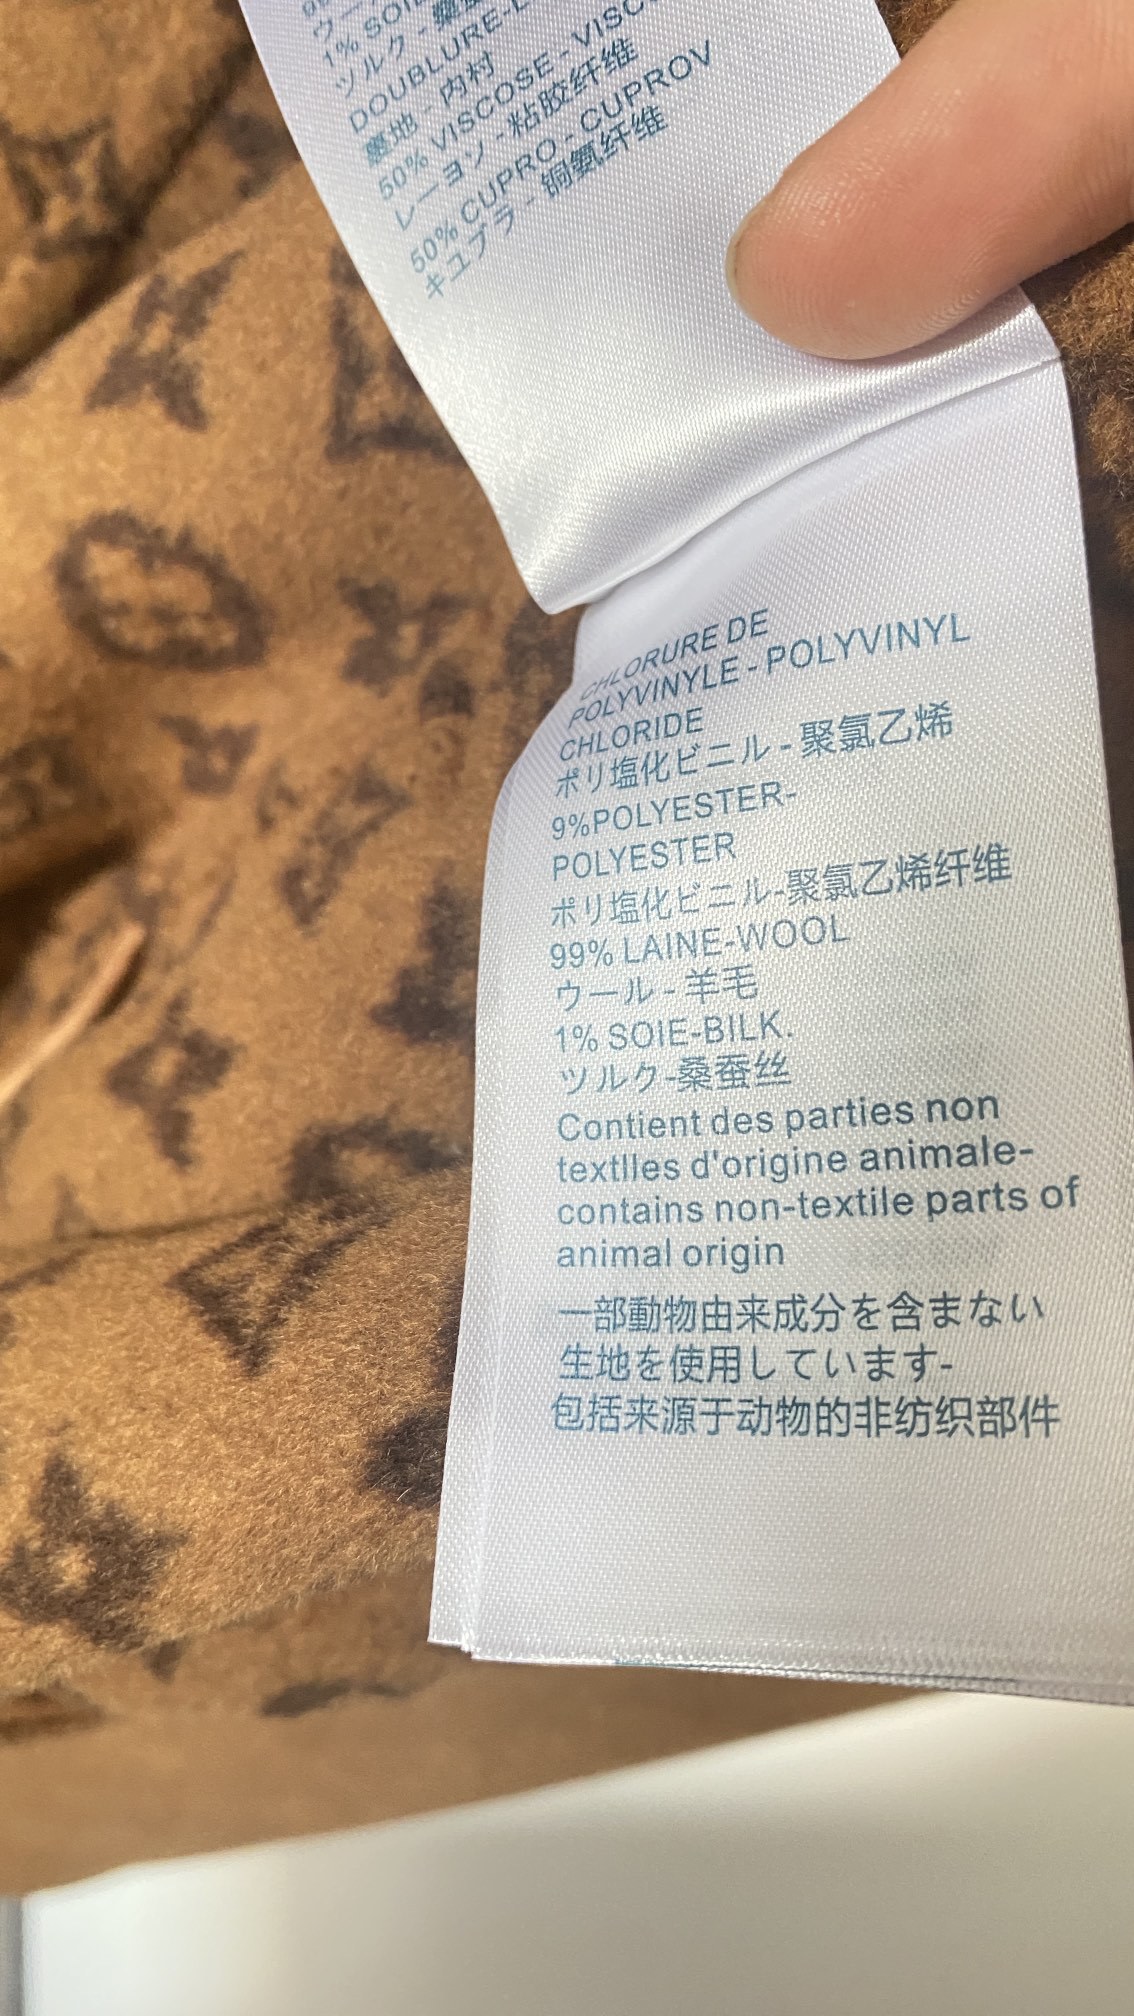 ウール
1% SOIE
ツルク - 桑
DOUBLURE-L
裏地 - 内衬
50% VISCOSE - VISC
レーヨン - 粘胶纤维
50% CUPRO - CUPROV
キュプラ - 铜氨纤维
CHLORURE DE
POLYVINYLE - POLYVINYL
CHLORIDE
ポリ塩化ビニル - 聚氯乙烯
9%POLYESTER-
POLYESTER
ポリ塩化ビニル-聚氯乙烯纤维
99% LAINE-WOOL
ウール - 羊毛
1% SOIE-BILK.
ツルク-桑蚕丝
Contient des parties non
textlles d'origine animale-
contains non-textile parts of
animal origin
一部動物由来成分を含まない
生地を使用しています-
包括来源于动物的非纺织部件